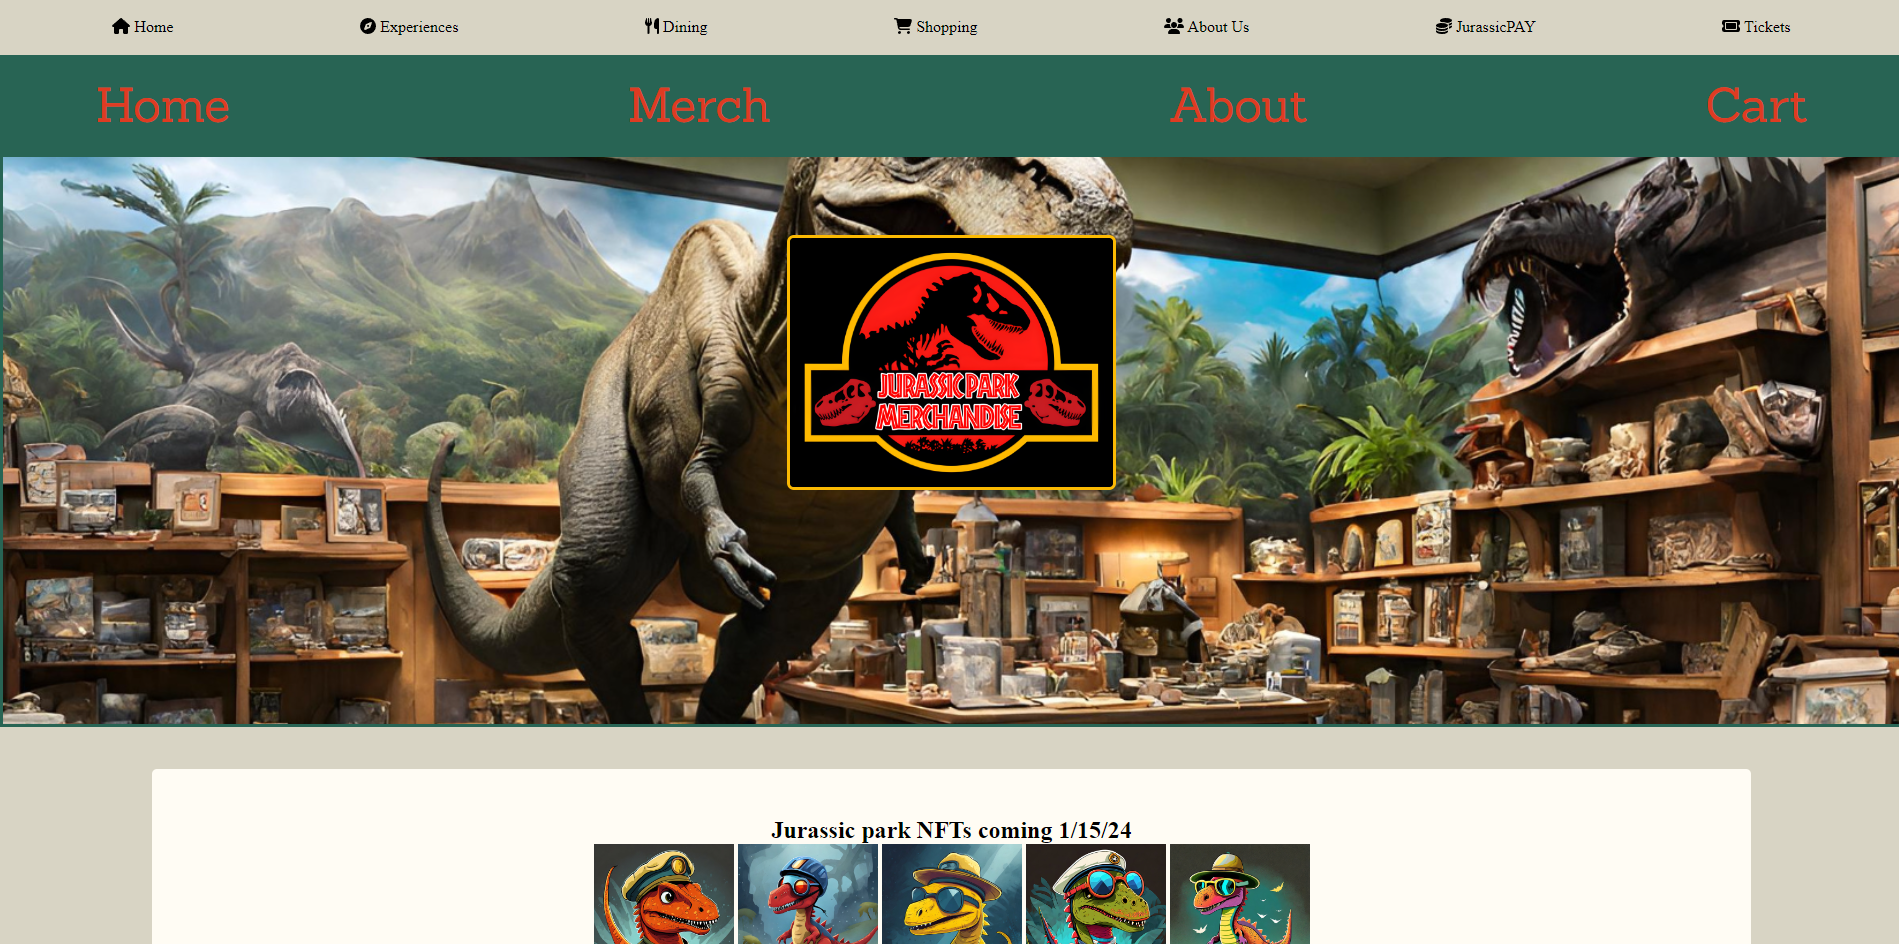 Home Experiences Dining Shopping About Us JurassicPAY Tickets
Home Merch About Cart
JURASSIC PARK
MERCHANDISE
Jurassic park NFTs coming 1/15/24